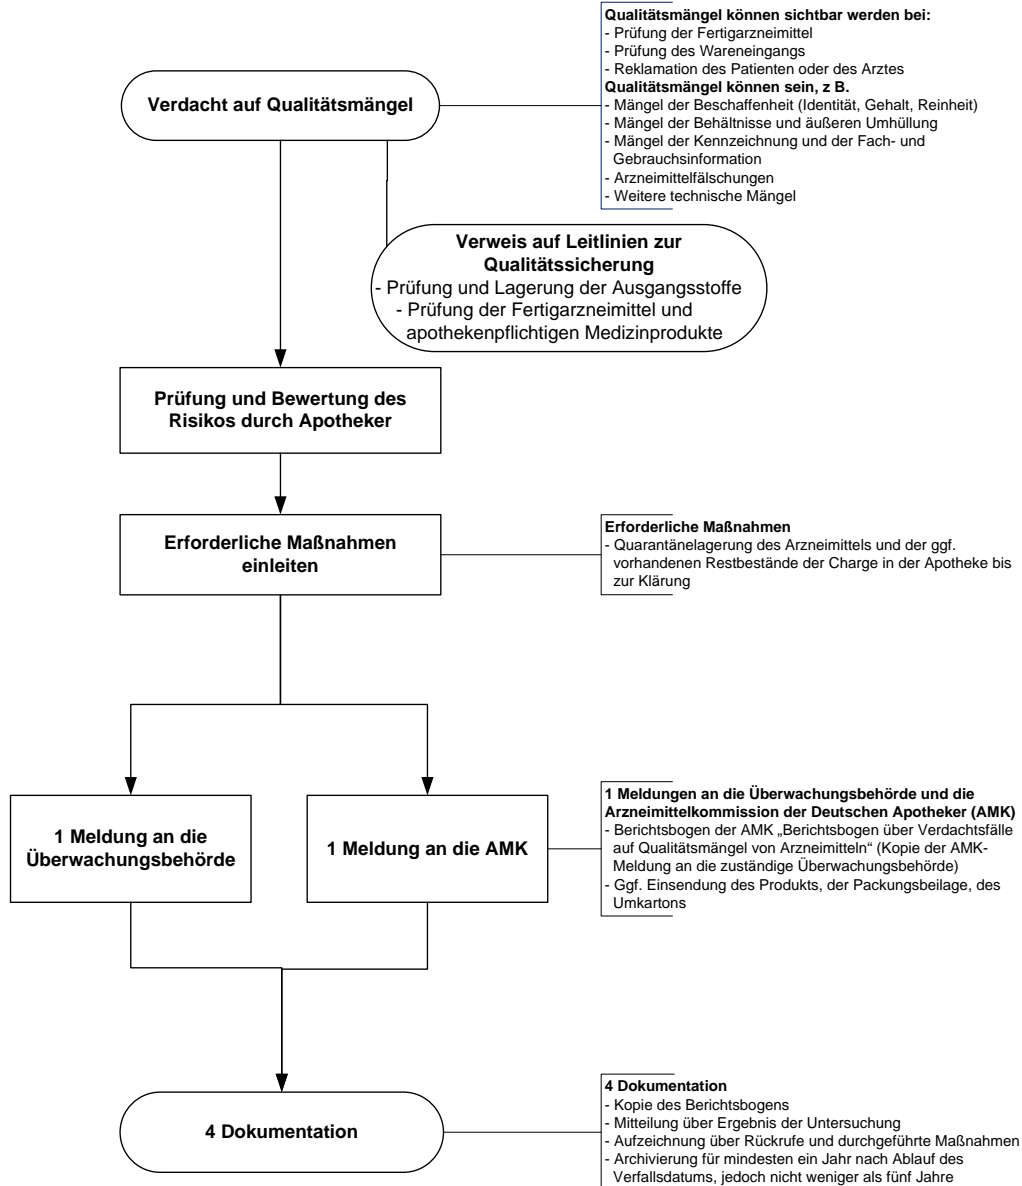 Qualitätsmängel können sichtbar werden bei:
- Prüfung der Fertigarzneimittel
- Prüfung des Wareneingangs
- Reklamation des Patienten oder des Arztes
Qualitätsmängel können sein, z B.
- Mängel der Beschaffenheit (Identität, Gehalt, Reinheit)
- Mängel der Behältnisse und äußeren Umhüllung
- Mängel der Kennzeichnung und der Fach- und
Gebrauchsinformation
- Arzneimittelfälschungen
- Weitere technische Mängel
Verdacht auf Qualitätsmängel
Verweis auf Leitlinien zur
Qualitätssicherung
- Prüfung und Lagerung der Ausgangsstoffe
- Prüfung der Fertigarzneimittel und
apothekenpflichtigen Medizinprodukte
Prüfung und Bewertung des
Risikos durch Apotheker
Erforderliche Maßnahmen
einleiten
Erforderliche Maßnahmen
- Quarantänelagerung des Arzneimittels und der ggf.
vorhandenen Restbestände der Charge in der Apotheke bis
zur Klärung
1 Meldung an die
Überwachungsbehörde
1 Meldung an die AMK
1 Meldungen an die Überwachungsbehörde und die
Arzneimittelkommission der Deutschen Apotheker (AMK)
- Berichtsbogen der AMK „Berichtsbogen über Verdachtsfälle
auf Qualitätsmängel von Arzneimitteln“ (Kopie der AMK-
Meldung an die zuständige Überwachungsbehörde)
- Ggf. Einsendung des Produkts, der Packungsbeilage, des
Umkartons
4 Dokumentation
4 Dokumentation
- Kopie des Berichtsbogens
- Mitteilung über Ergebnis der Untersuchung
- Aufzeichnung über Rückrufe und durchgeführte Maßnahmen
- Archivierung für mindesten ein Jahr nach Ablauf des
Verfallsdatums, jedoch nicht weniger als fünf Jahre